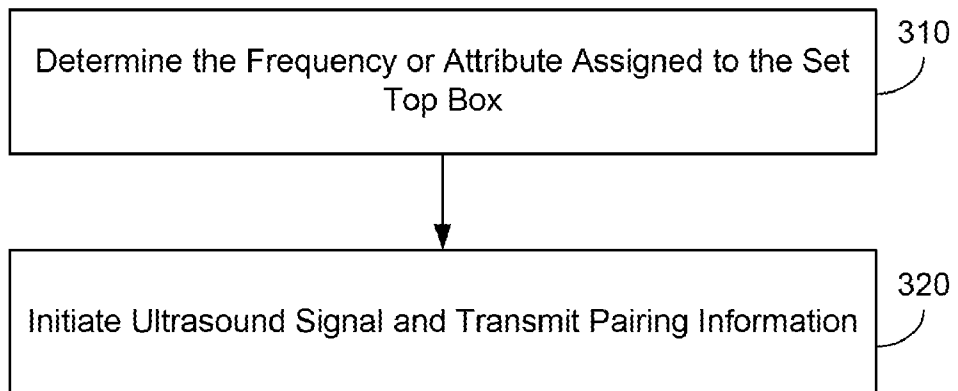 310
Determine the Frequency or Attribute Assigned to the Set
Top Box
320
Initiate Ultrasound Signal and Transmit Pairing Information